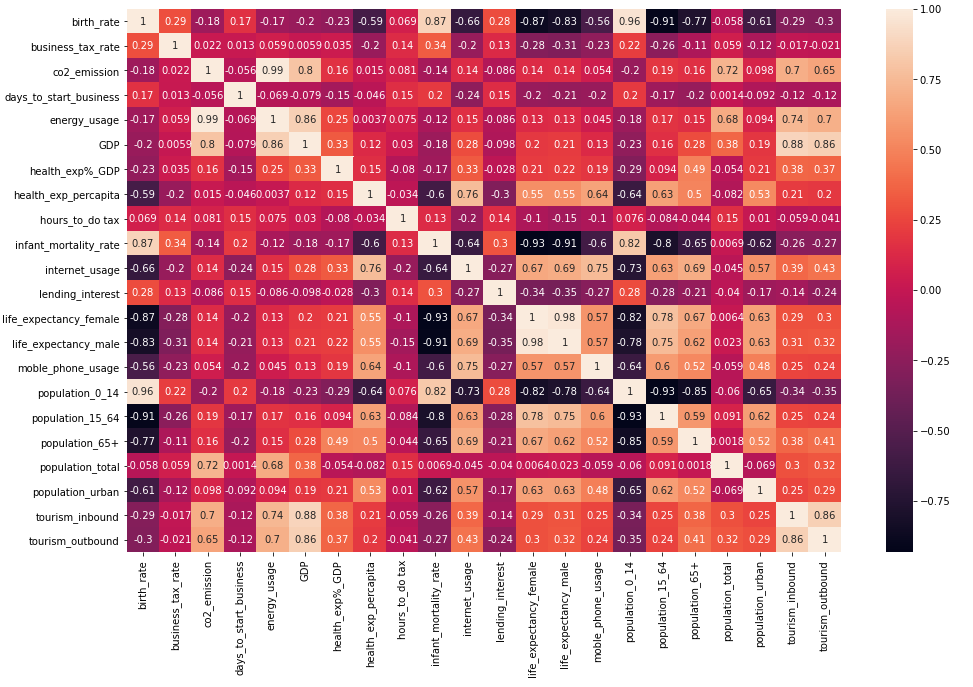 birth_rate 1 0.29 -0.18 0.17 -0.17 -0.2 -0.23 -0.59 0.069 0.87 -0.66 0.28 -0.87 -0.83 -0.56 0.96 -0.91 -0.77 -0.058 -0.61 -0.29 -0.3 1.00
business_tax_rate 0.29 1 0.022 0.013 0.059 0.0059 0.035 -0.2 0.14 0.34 -0.2 0.13 -0.28 -0.31 -0.23 0.22 -0.26 -0.11 0.059 -0.12 -0.017 -0.021
co2_emission -0.18 0.022 1 -0.056 0.99 0.8 0.16 0.015 0.081 -0.14 0.14 -0.086 0.14 0.14 0.054 -0.2 0.19 0.16 0.72 0.098 0.7 0.65 0.75
days_to_start_business 0.17 0.013 -0.056 1 -0.069 -0.079 -0.15 -0.046 0.15 0.2 -0.24 0.15 -0.2 -0.21 -0.2 0.2 -0.17 -0.2 0.0014 -0.092 -0.12 -0.12
energy_usage -0.17 0.059 0.99 -0.069 1 0.86 0.25 0.0037 0.075 -0.12 0.15 -0.086 0.13 0.13 0.045 -0.18 0.17 0.15 0.68 0.094 0.74 0.7
GDP -0.2 0.0059 0.8 -0.079 0.86 1 0.33 0.12 0.03 -0.18 0.28 -0.098 0.2 0.21 0.13 -0.23 0.16 0.28 0.38 0.19 0.88 0.86 0.50
health_exp%_GDP -0.23 0.035 0.16 -0.15 0.25 0.33 1 0.15 -0.08 -0.17 0.33 -0.028 0.21 0.22 0.19 -0.29 0.094 0.49 -0.054 0.21 0.38 0.37
health_exp_percapita -0.59 -0.2 0.015 -0.046 0.0037 0.12 0.15 1 -0.034 -0.6 0.76 -0.3 0.55 0.55 0.64 -0.64 0.63 0.5 -0.082 0.53 0.21 0.2
hours_to_do tax 0.069 0.14 0.081 0.15 0.075 0.03 -0.08 -0.034 1 0.13 -0.2 0.14 -0.1 -0.15 -0.1 0.076 -0.084 -0.044 0.15 0.01 -0.059 -0.041 0.25
infant_mortality_rate 0.87 0.34 -0.14 0.2 -0.12 -0.18 -0.17 -0.6 0.13 1 -0.64 0.3 -0.93 -0.91 -0.6 0.82 -0.8 -0.65 0.0069 -0.62 -0.26 -0.27
internet_usage -0.66 -0.2 0.14 -0.24 0.15 0.28 0.33 0.76 -0.2 -0.64 1 -0.27 0.67 0.69 0.75 -0.73 0.63 0.69 -0.045 0.57 0.39 0.43
lending_interest 0.28 0.13 -0.086 0.15 -0.086 -0.098 -0.028 -0.3 0.14 0.3 -0.27 1 -0.34 -0.35 -0.27 0.28 -0.28 -0.21 -0.04 -0.17 -0.14 -0.24 0.00
life_expectancy_female -0.87 -0.28 0.14 -0.2 0.13 0.2 0.21 0.55 -0.1 -0.93 0.67 -0.34 1 0.98 0.57 -0.82 0.78 0.67 0.0064 0.63 0.29 0.3
life_expectancy_male -0.83 -0.31 0.14 -0.21 0.13 0.21 0.22 0.55 -0.15 -0.91 0.69 -0.35 0.98 1 0.57 -0.78 0.75 0.62 0.023 0.63 0.31 0.32 −0.25
moble_phone_usage -0.56 -0.23 0.054 -0.2 0.045 0.13 0.19 0.64 -0.1 -0.6 0.75 -0.27 0.57 0.57 1 -0.64 0.6 0.52 -0.059 0.48 0.25 0.24
population_0_14 0.96 0.22 -0.2 0.2 -0.18 -0.23 -0.29 -0.64 0.076 0.82 -0.73 0.28 -0.82 -0.78 -0.64 1 -0.93 -0.85 -0.06 -0.65 -0.34 -0.35
population_15_64 -0.91 -0.26 0.19 -0.17 0.17 0.16 0.094 0.63 -0.084 -0.8 0.63 -0.28 0.78 0.75 0.6 -0.93 1 0.59 0.091 0.62 0.25 0.24
−0.50
population_65+ -0.77 -0.11 0.16 -0.2 0.15 0.28 0.49 0.5 -0.044 -0.65 0.69 -0.21 0.67 0.62 0.52 -0.85 0.59 1 0.0018 0.52 0.38 0.41
population_total -0.058 0.059 0.72 0.0014 0.68 0.38 -0.054 -0.082 0.15 0.0069 -0.045 -0.04 0.0064 0.023 -0.059 -0.06 0.091 0.0018 1 -0.069 0.3 0.32
population_urban -0.61 -0.12 0.098 -0.092 0.094 0.19 0.21 0.53 0.01 -0.62 0.57 -0.17 0.63 0.63 0.48 -0.65 0.62 0.52 -0.069 1 0.25 0.29 −0.75
tourism_inbound -0.29 -0.017 0.7 -0.12 0.74 0.88 0.38 0.21 -0.059 -0.26 0.39 -0.14 0.29 0.31 0.25 -0.34 0.25 0.38 0.3 0.25 1 0.86
tourism_outbound -0.3 -0.021 0.65 -0.12 0.7 0.86 0.37 0.2 -0.041 -0.27 0.43 -0.24 0.3 0.32 0.24 -0.35 0.24 0.41 0.32 0.29 0.86 1
birth_rate
business_tax_rate
co2_emission
days_to_start_business
energy_usage
GDP
health_exp%_GDP
health_exp_percapita
hours_to_do tax
infant_mortality_rate
internet_usage
lending_interest
life_expectancy_female
life_expectancy_male
moble_phone_usage
population_0_14
population_15_64
population_65+
population_total
population_urban
tourism_inbound
tourism_outbound